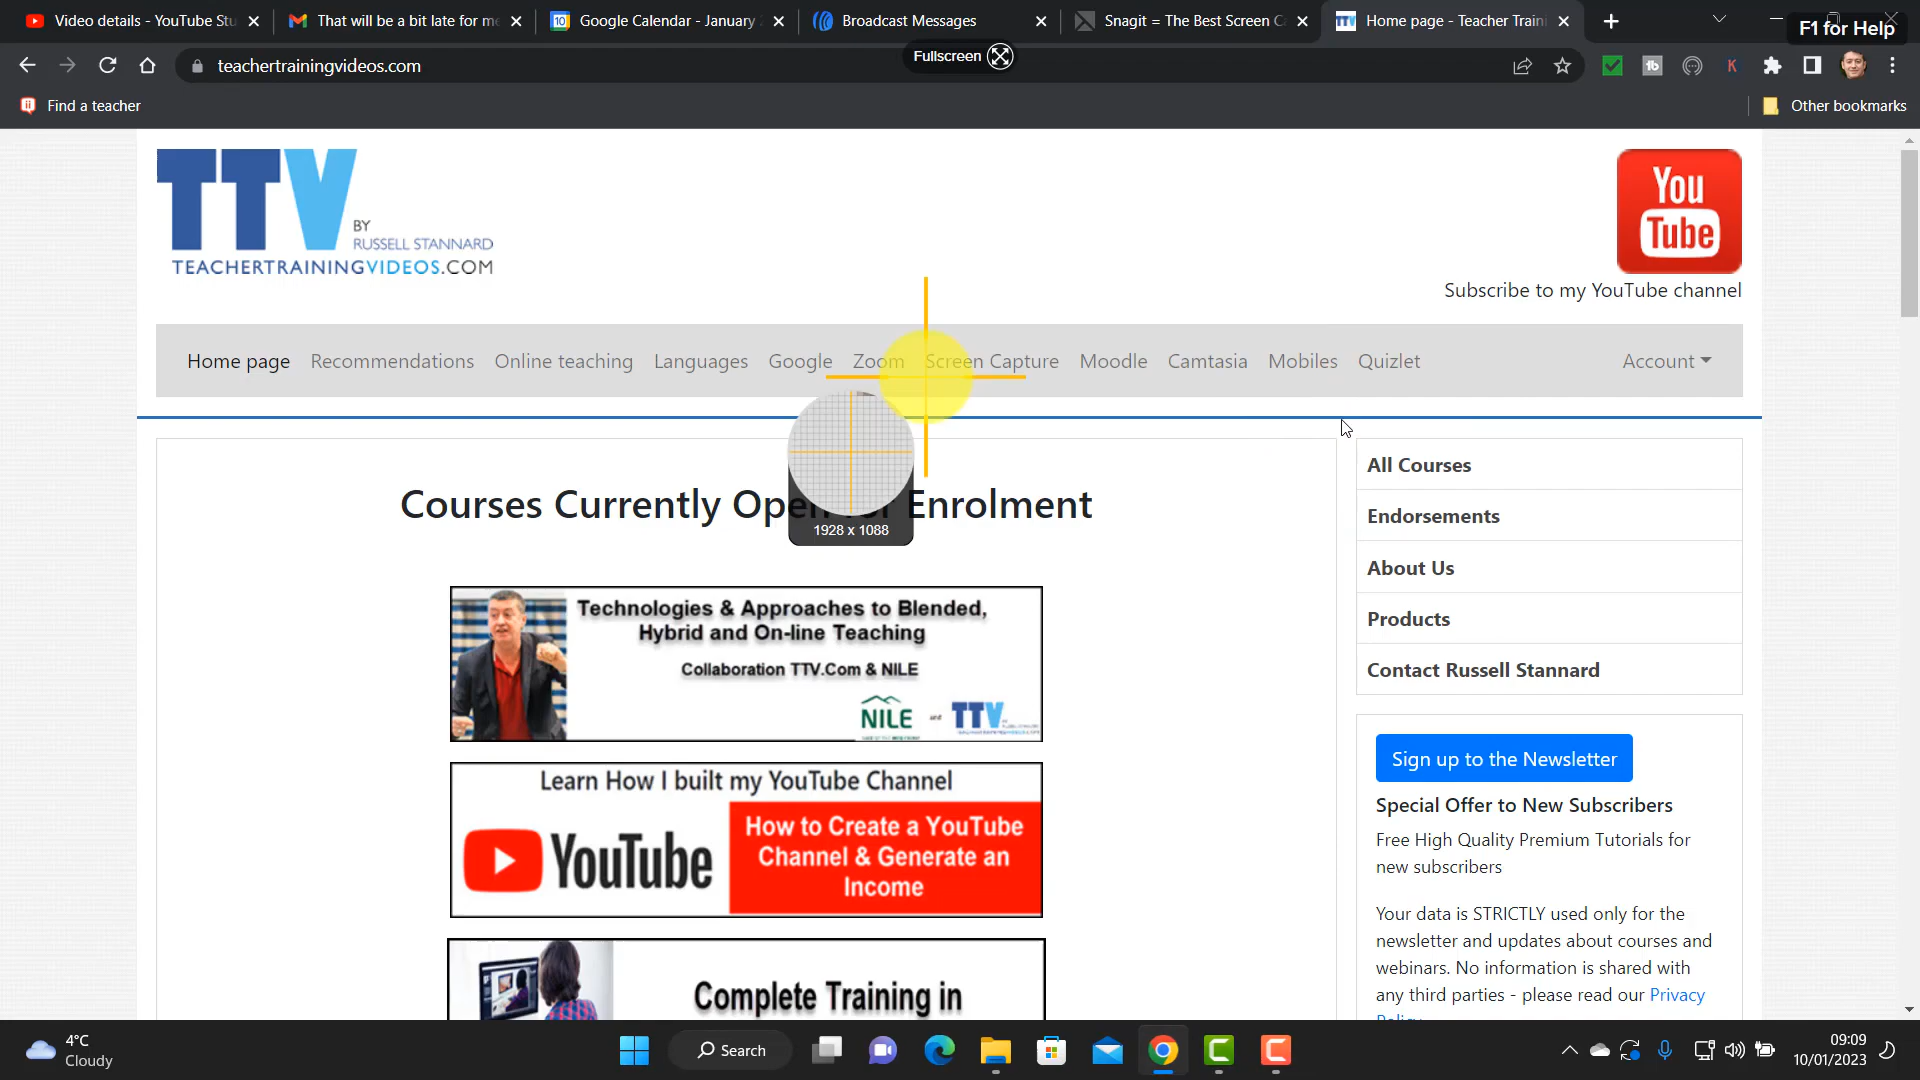 Video details - YouTube Stu
That will be a bit late for me
Google Calendar - January
Broadcast Messages
Snagit = The Best Screen C
Home page - Teacher Traini
F1 for Help
teachertrainingvideos.com
Fullscreen
Find a teacher
Other bookmarks
TTV
BY
RUSSELL STANNARD
TEACHERTRAININGVIDEOS.COM
You
Tube
Subscribe to my YouTube channel
Home page Recommendations Online teaching Languages Google Zoom Screen Capture Moodle Camtasia Mobiles Quizlet Account
Courses Currently Open for Enrolment
1928 x 1088
Technologies & Approaches to Blended,
Hybrid and On-line Teaching
Collaboration TTV.Com & NILE
NILE and TTV
Learn How I built my YouTube Channel
YouTube
How to Create a YouTube
Channel & Generate an
Income
Complete Training in
All Courses
Endorsements
About Us
Products
Contact Russell Stannard
Sign up to the Newsletter
Special Offer to New Subscribers
Free High Quality Premium Tutorials for
new subscribers
Your data is STRICTLY used only for the
newsletter and updates about courses and
webinars. No information is shared with
any third parties - please read our Privacy
Policy
4°C
Cloudy
Search
09:09
10/01/2023